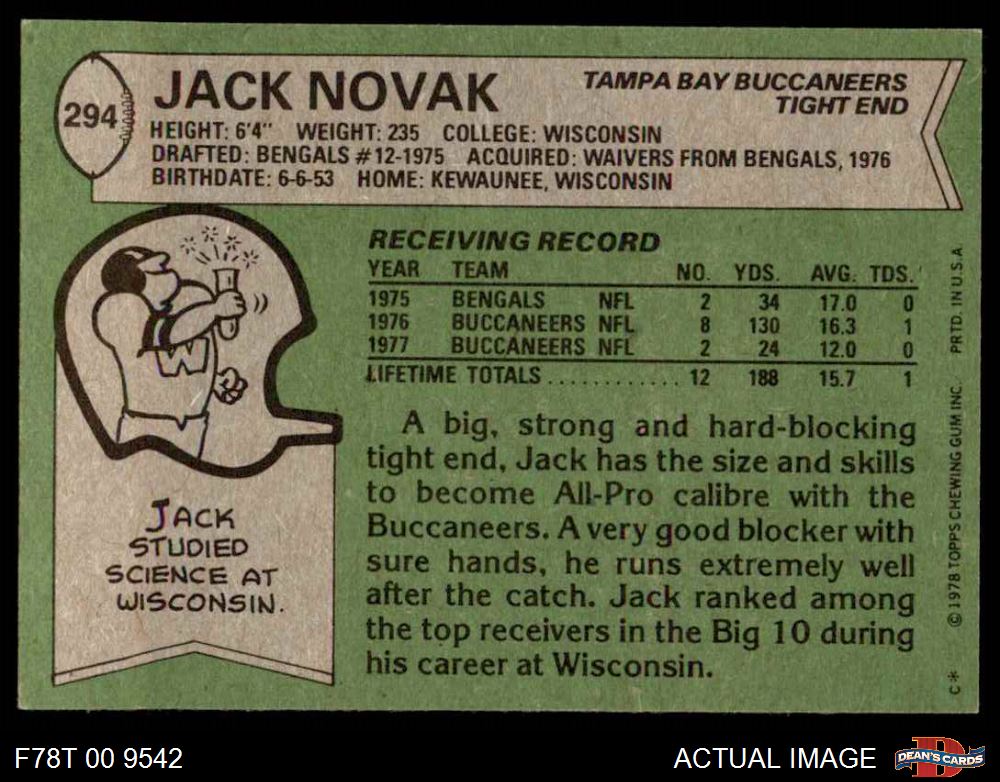 294
JACK NOVAK
TAMPA BAY BUCCANEERS
TIGHT END
HEIGHT: 6'4" WEIGHT: 235 COLLEGE: WISCONSIN
DRAFTED: BENGALS #12-1975 ACQUIRED: WAIVERS FROM BENGALS, 1976
BIRTHDATE: 6-6-53 HOME: KEWAUNEE, WISCONSIN
W
JACK
STUDIED
SCIENCE AT
WISCONSIN.
RECEIVING RECORD
YEAR TEAM NO. YDS. AVG. TDS.
1975 BENGALS NFL 2 34 17.0 0
1976 BUCCANEERS NFL 8 130 16.3 1
1977 BUCCANEERS NFL 2 24 12.0 0
LIFETIME TOTALS ............ 12 188 15.7 1
A big, strong and hard-blocking
tight end, Jack has the size and skills
to become All-Pro calibre with the
Buccaneers. A very good blocker with
sure hands, he runs extremely well
after the catch. Jack ranked among
the top receivers in the Big 10 during
his career at Wisconsin.
C* © 1978 TOPPS CHEWING GUM INC. PRTD. IN U.S.A
F78T 00 9542
ACTUAL IMAGE
D
DEAN'S CARDS